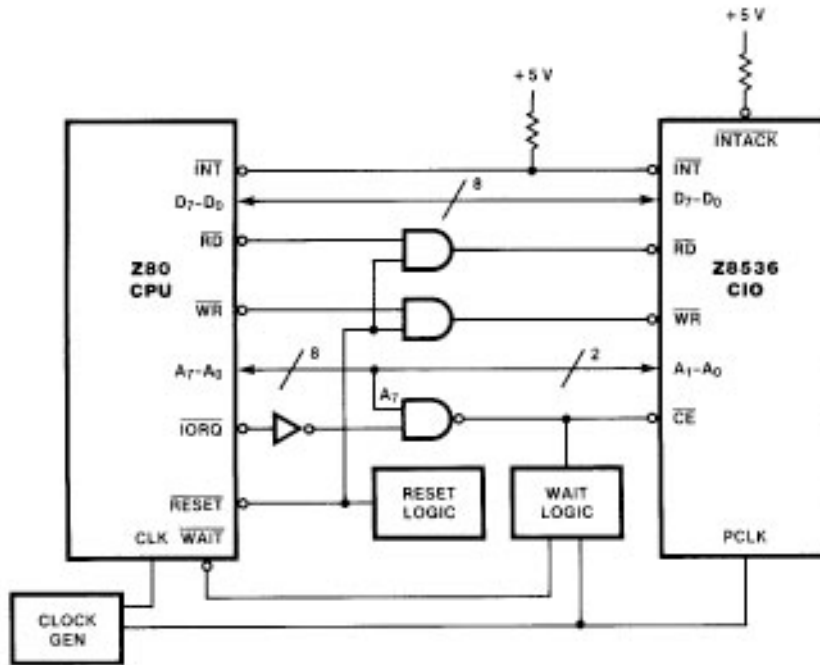 + 5 V
+ 5 V
INTACK
INT
INT
8
D7-D0
D7-D0
RD
RD
Z80
CPU
Z8536
CIO
WR
WR
8
2
A7-A0
A1-A0
A7
IORQ
CE
RESET
RESET
LOGIC
WAIT
LOGIC
CLK
WAIT
PCLK
CLOCK
GEN